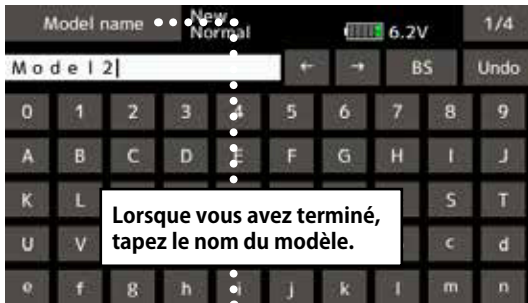 Model name New Normal 6.2V 1/4
Model2 ← → BS Undo
0 1 2 3 4 5 6 7 8 9
A B C D E F G H I J
K L S T
Lorsque vous avez terminé,
tapez le nom du modèle.
U V c d
e f g h i j k l m n